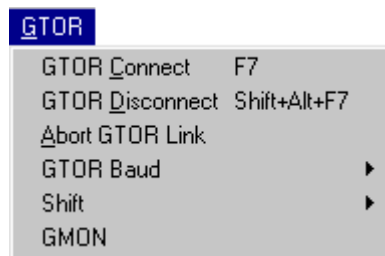 GTOR
GTOR Connect F7
GTOR Disconnect Shift+Alt+F7
Abort GTOR Link
GTOR Baud
Shift
GMON